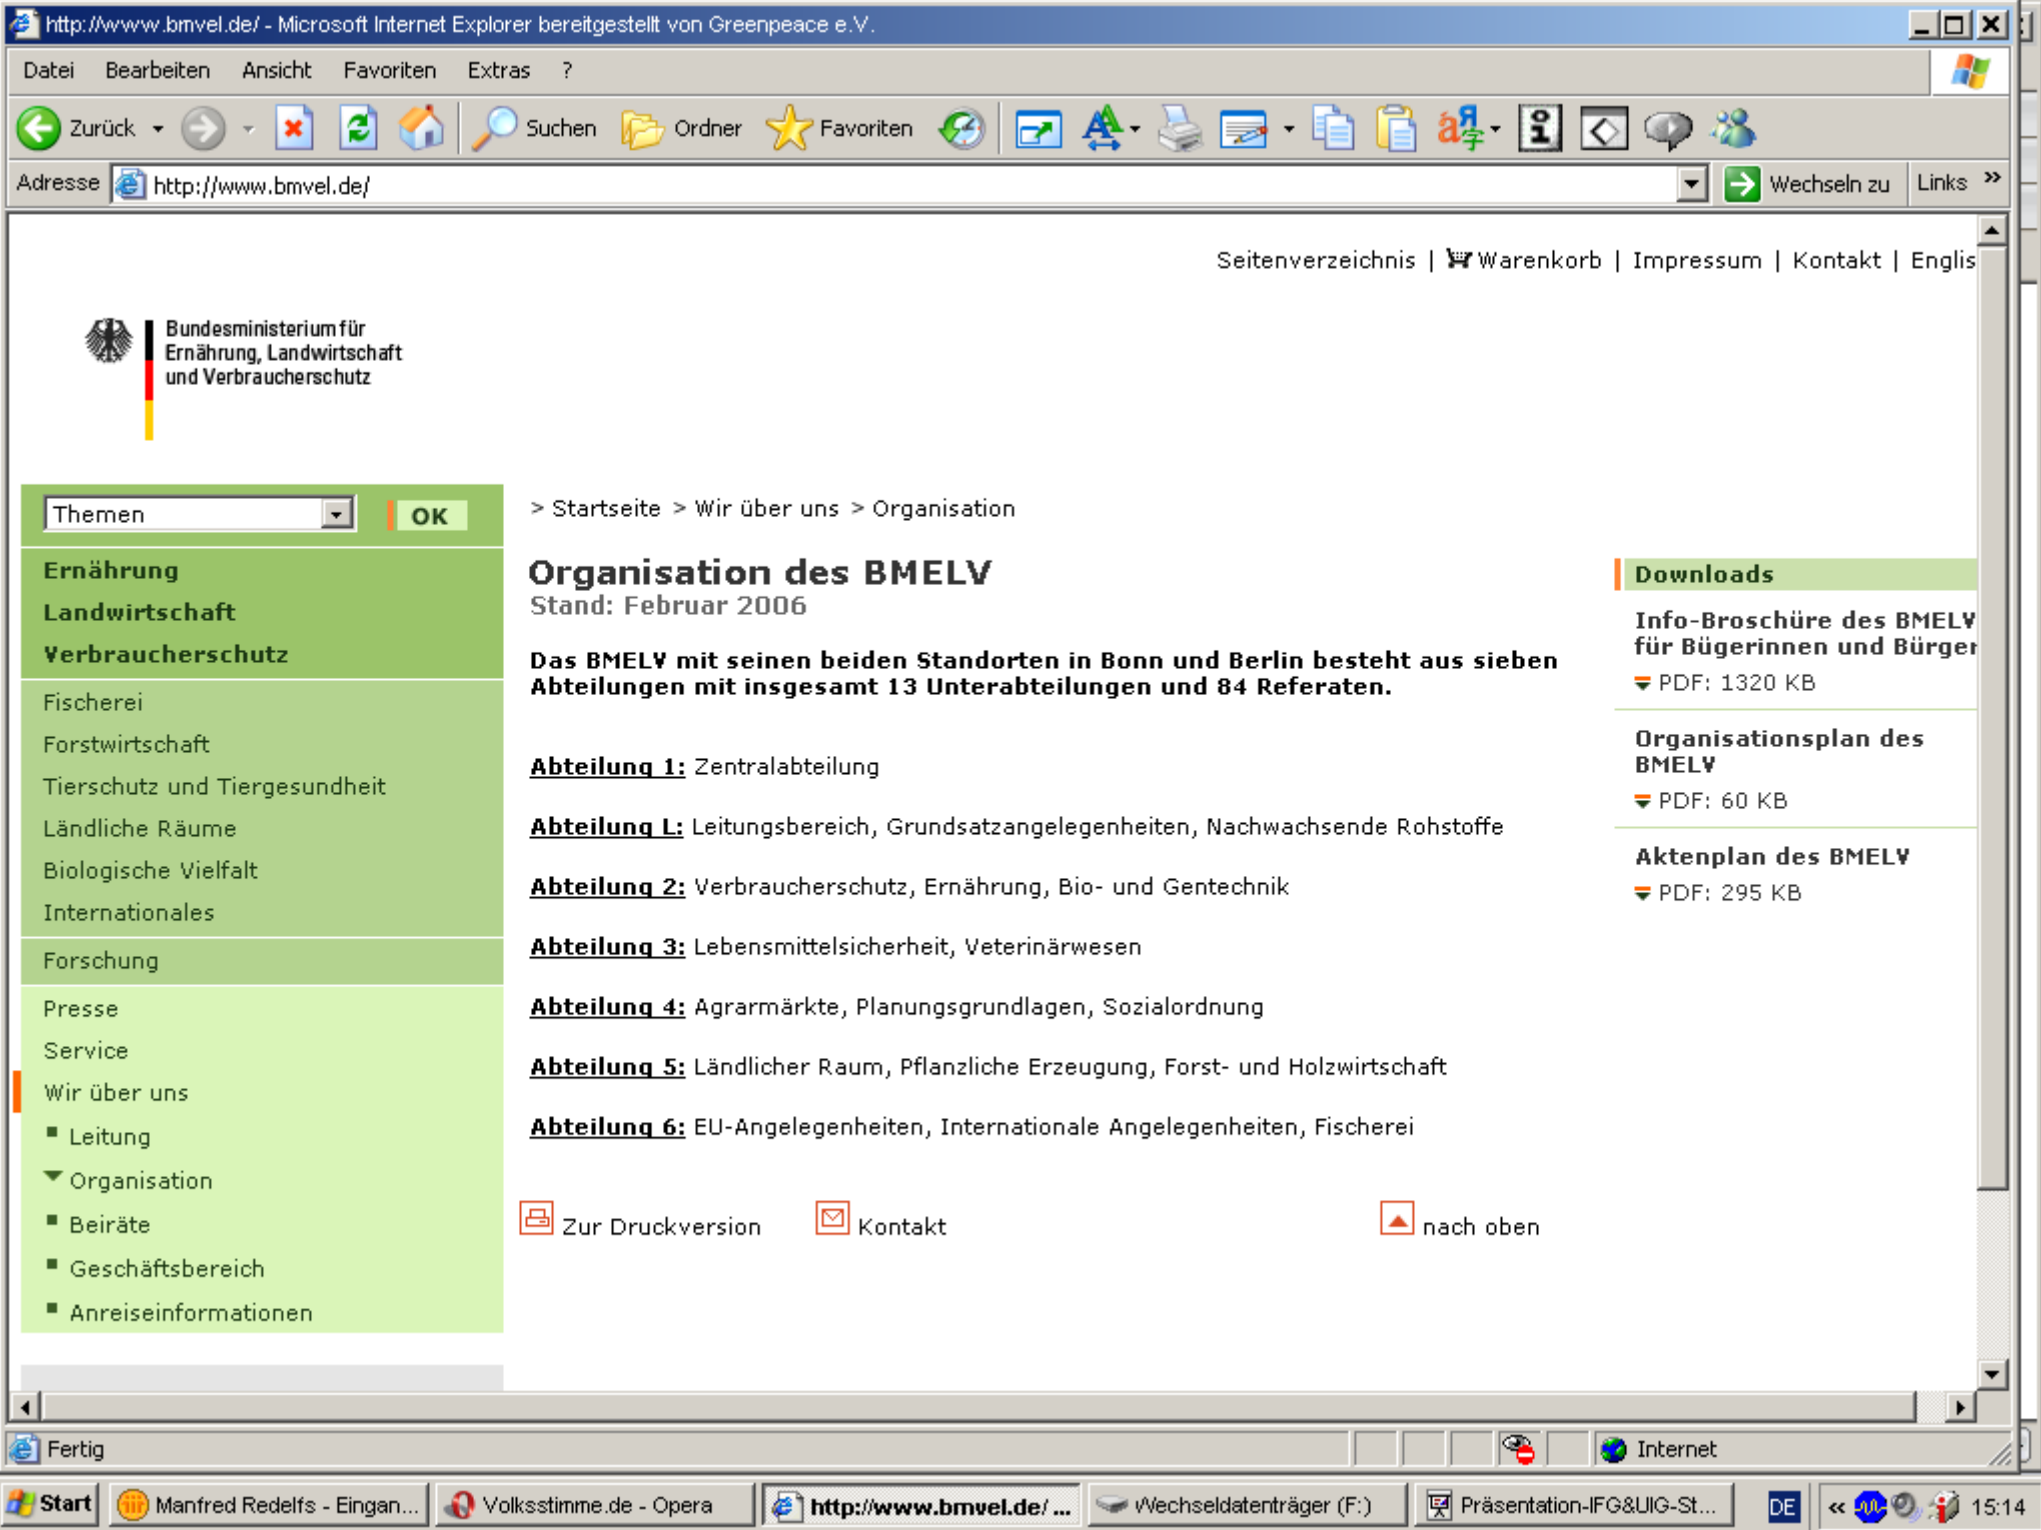 http://www.bmvel.de/ - Microsoft Internet Explorer bereitgestellt von Greenpeace e.V.
Datei Bearbeiten Ansicht Favoriten Extras ?
Zurück Suchen Ordner Favoriten
Adresse http://www.bmvel.de/ Wechseln zu Links »
Seitenverzeichnis | Warenkorb | Impressum | Kontakt | Englis
Bundesministerium für
Ernährung, Landwirtschaft
und Verbraucherschutz
Themen OK
Ernährung
Landwirtschaft
Verbraucherschutz
Fischerei
Forstwirtschaft
Tierschutz und Tiergesundheit
Ländliche Räume
Biologische Vielfalt
Internationales
Forschung
Presse
Service
Wir über uns
Leitung
Organisation
Beiräte
Geschäftsbereich
Anreiseinformationen
> Startseite > Wir über uns > Organisation
Organisation des BMELV
Stand: Februar 2006
Das BMELV mit seinen beiden Standorten in Bonn und Berlin besteht aus sieben
Abteilungen mit insgesamt 13 Unterabteilungen und 84 Referaten.
Abteilung 1: Zentralabteilung
Abteilung L: Leitungsbereich, Grundsatzangelegenheiten, Nachwachsende Rohstoffe
Abteilung 2: Verbraucherschutz, Ernährung, Bio- und Gentechnik
Abteilung 3: Lebensmittelsicherheit, Veterinärwesen
Abteilung 4: Agrarmärkte, Planungsgrundlagen, Sozialordnung
Abteilung 5: Ländlicher Raum, Pflanzliche Erzeugung, Forst- und Holzwirtschaft
Abteilung 6: EU-Angelegenheiten, Internationale Angelegenheiten, Fischerei
Zur Druckversion Kontakt nach oben
Downloads
Info-Broschüre des BMELV
für Bügerinnen und Bürger
PDF: 1320 KB
Organisationsplan des
BMELV
PDF: 60 KB
Aktenplan des BMELV
PDF: 295 KB
Fertig Internet
Start Manfred Redelfs - Eingan... Volksstimme.de - Opera http://www.bmvel.de/ ... Wechseldatenträger (F:) Präsentation-IFG&UIG-St... DE « 15:14